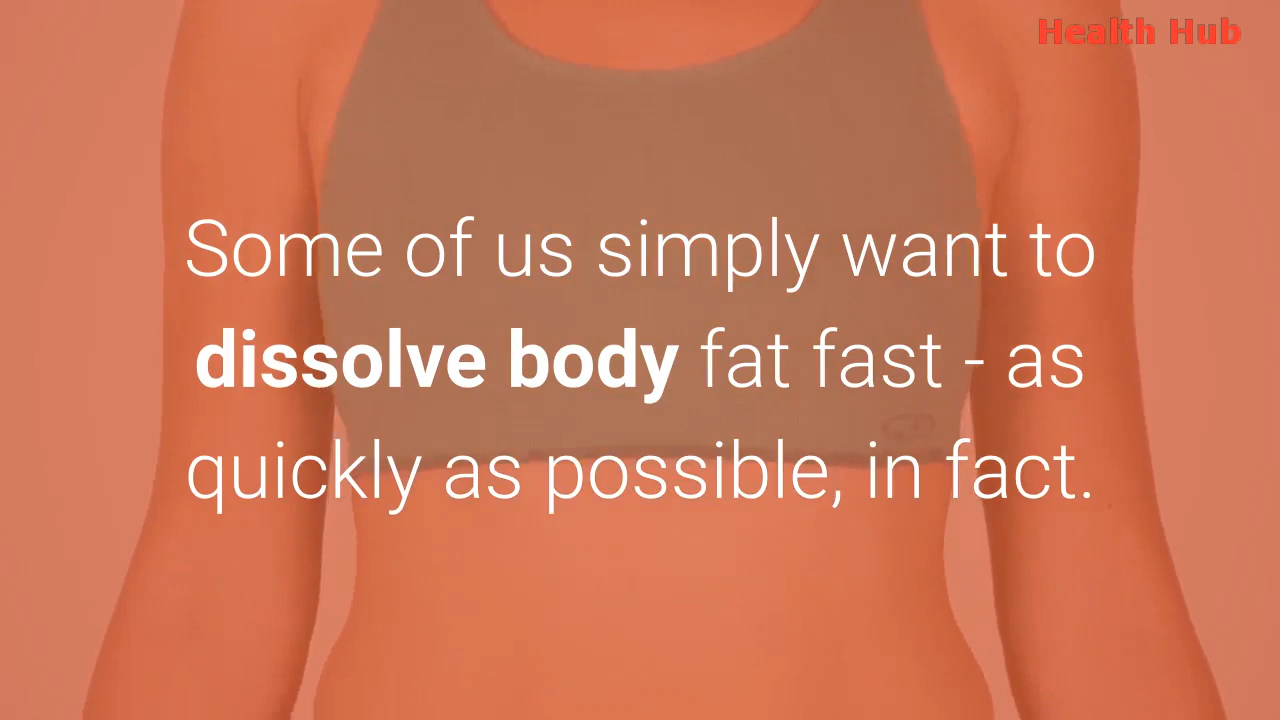 Health Hub
Some of us simply want to
dissolve body fat fast - as
quickly as possible, in fact.